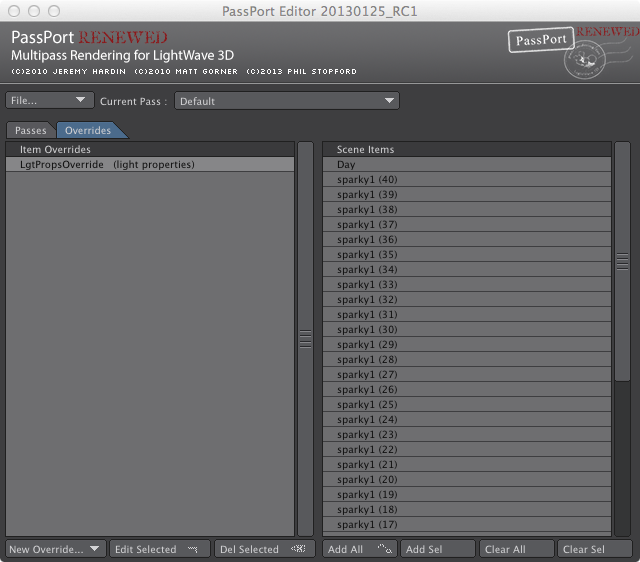 PassPort Editor 20130125_RC1
PassPort RENEWED
Multipass Rendering for LightWave 3D
(C)2010 JEREMY HARDIN (C)2010 MATT GORNER (C)2013 PHIL STOPFORD
PassPort RENEWED
File... Current Pass : Default
Passes Overrides
Item Overrides
LgtPropsOverride (light properties)
Scene Items
Day
sparky1 (40)
sparky1 (39)
sparky1 (38)
sparky1 (37)
sparky1 (36)
sparky1 (35)
sparky1 (34)
sparky1 (33)
sparky1 (32)
sparky1 (31)
sparky1 (30)
sparky1 (29)
sparky1 (28)
sparky1 (27)
sparky1 (26)
sparky1 (25)
sparky1 (24)
sparky1 (23)
sparky1 (22)
sparky1 (21)
sparky1 (20)
sparky1 (19)
sparky1 (18)
sparky1 (17)
New Override... Edit Selected Del Selected Add All Add Sel Clear All Clear Sel